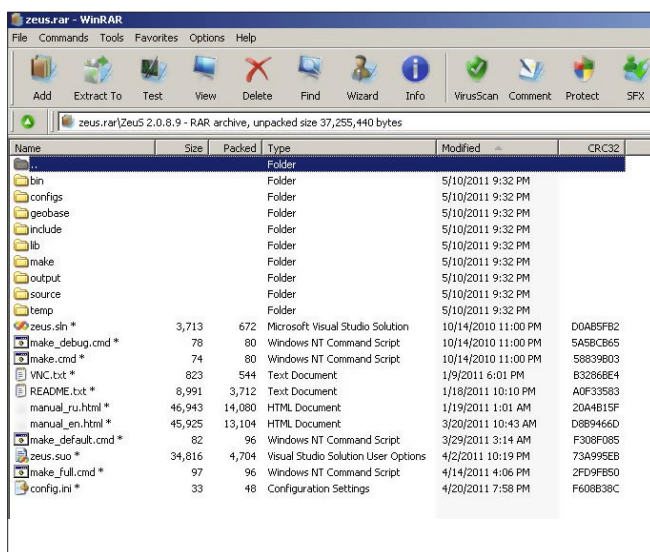 zeus.rar - WinRAR
File Commands Tools Favorites Options Help
Add Extract To Test View Delete Find Wizard Info VirusScan Comment Protect SFX
zeus.rar\ZeuS 2.0.8.9 - RAR archive, unpacked size 37,255,440 bytes
Name Size Packed Type Modified CRC32
.. Folder
bin Folder 5/10/2011 9:32 PM
configs Folder 5/10/2011 9:32 PM
geobase Folder 5/10/2011 9:32 PM
include Folder 5/10/2011 9:32 PM
lib Folder 5/10/2011 9:32 PM
make Folder 5/10/2011 9:32 PM
output Folder 5/10/2011 9:32 PM
source Folder 5/10/2011 9:32 PM
temp Folder 5/10/2011 9:32 PM
zeus.sln * 3,713 672 Microsoft Visual Studio Solution 10/14/2010 11:00 PM D0AB5FB2
make_debug.cmd * 78 80 Windows NT Command Script 10/14/2010 11:00 PM 5A5BCB65
make.cmd * 74 80 Windows NT Command Script 10/14/2010 11:00 PM 58839B03
VNC.txt * 823 544 Text Document 1/9/2011 6:01 PM B3286BE4
README.txt * 8,991 3,712 Text Document 1/18/2011 10:10 PM A0F33583
manual_ru.html * 46,943 14,080 HTML Document 1/19/2011 1:01 AM 20A4B15F
manual_en.html * 45,925 13,104 HTML Document 3/20/2011 10:43 AM D8B9466D
make_default.cmd * 82 96 Windows NT Command Script 3/29/2011 3:14 AM F308F085
zeus.suo * 34,816 4,704 Visual Studio Solution User Options 4/2/2011 10:19 PM 73A995EB
make_full.cmd * 97 96 Windows NT Command Script 4/14/2011 4:06 PM 2FD9FB50
config.ini * 33 48 Configuration Settings 4/20/2011 7:58 PM F608B38C